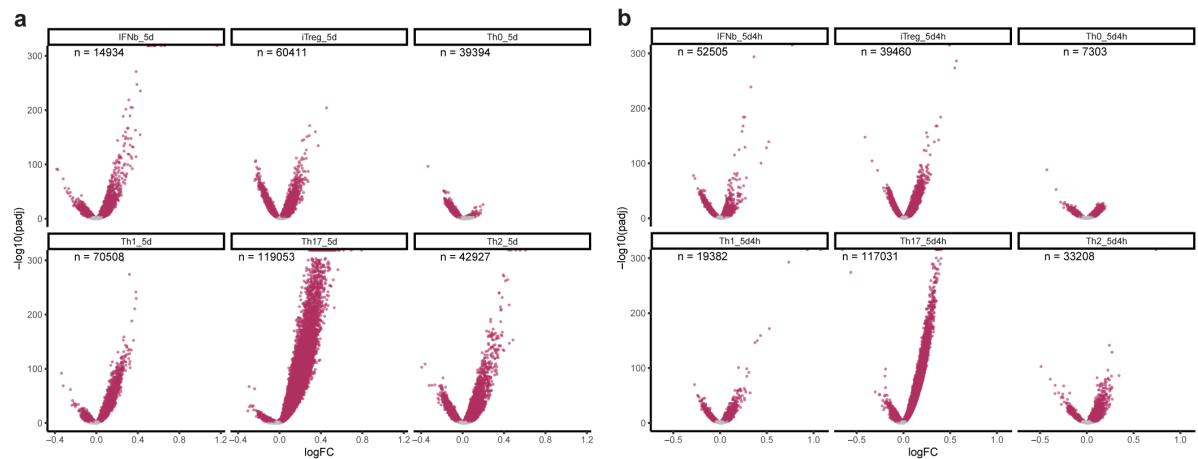 a
IFNb_5d iTreg_5d Th0_5d
n = 14934 n = 60411 n = 39394
300
200
100
0
Th1_5d Th17_5d Th2_5d
n = 70508 n = 119053 n = 42927
300
200
100
0
−0.4 0.0 0.4 0.8 1.2 −0.4 0.0 0.4 0.8 1.2 −0.4 0.0 0.4 0.8 1.2
−log10(padj)
logFC
b
IFNb_5d4h iTreg_5d4h Th0_5d4h
n = 52505 n = 39460 n = 7303
300
200
100
0
Th1_5d4h Th17_5d4h Th2_5d4h
n = 19382 n = 117031 n = 33208
300
200
100
0
−0.5 0.0 0.5 1.0 −0.5 0.0 0.5 1.0 −0.5 0.0 0.5 1.0
−log10(padj)
logFC